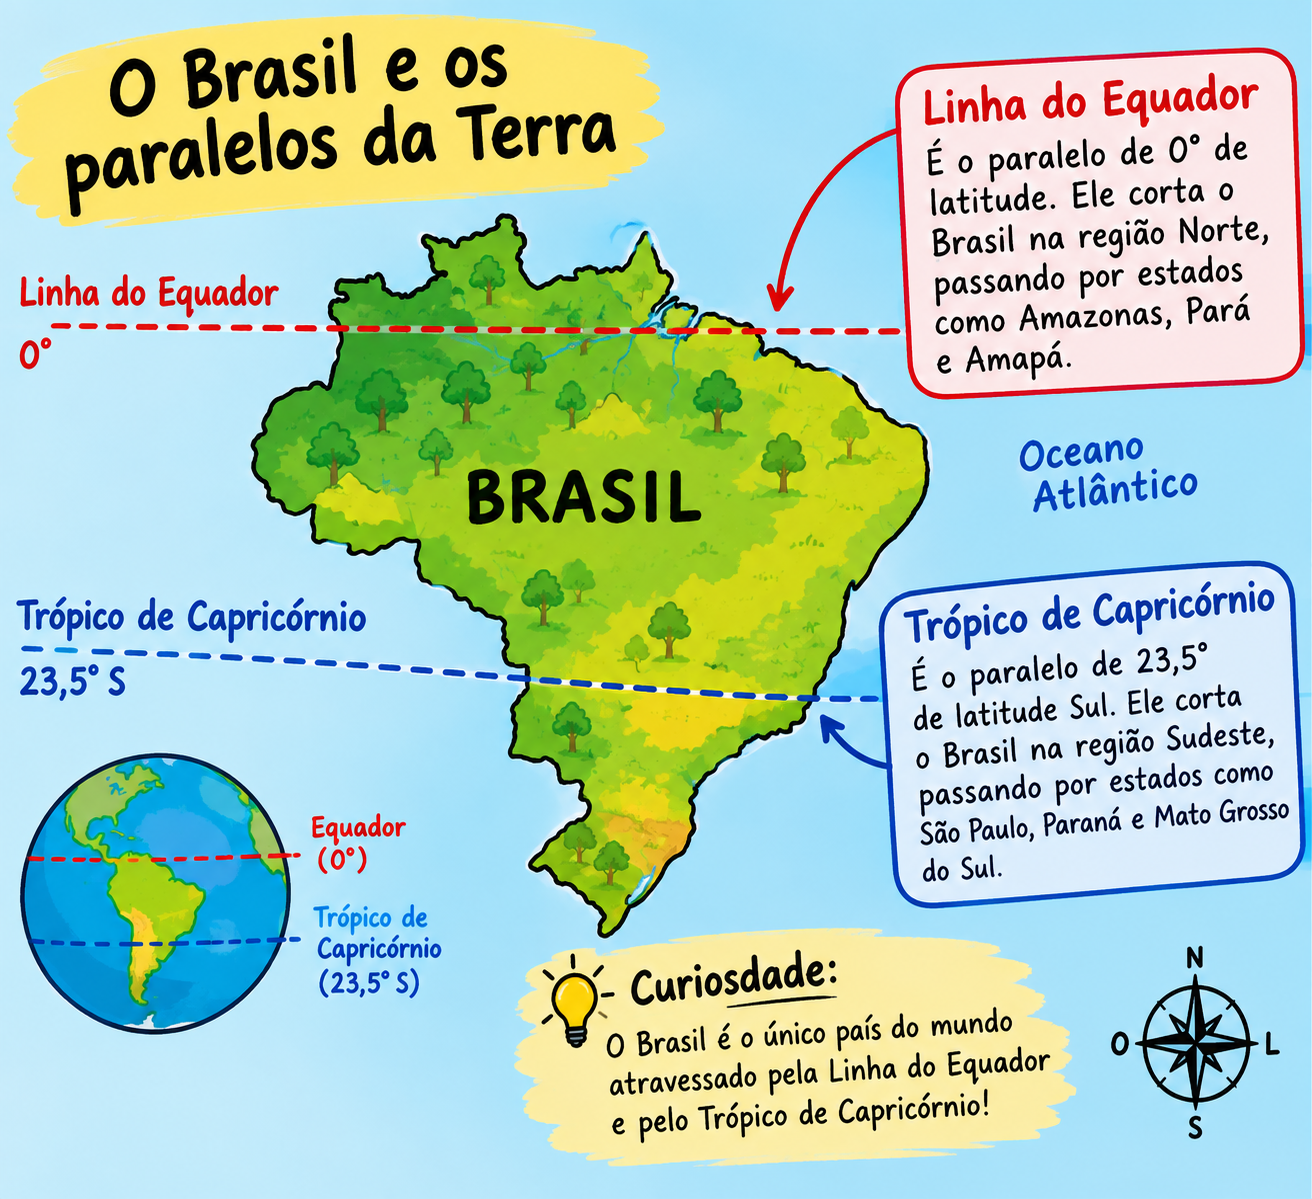 O Brasil e os
paralelos da Terra
Linha do Equador
É o paralelo de 0° de
latitude. Ele corta o
Brasil na região Norte,
passando por estados
como Amazonas, Pará
e Amapá.
Linha do Equador
0°
BRASIL
Oceano
Atlântico
Trópico de Capricórnio
23,5° S
Trópico de Capricórnio
É o paralelo de 23,5°
de latitude Sul. Ele corta
o Brasil na região Sudeste,
passando por estados como
São Paulo, Paraná e Mato Grosso
do Sul.
Equador
(0°)
Trópico de
Capricórnio
(23,5° S)
Curiosdade:
O Brasil é o único país do mundo
atravessado pela Linha do Equador
e pelo Trópico de Capricórnio!
N
O
L
S